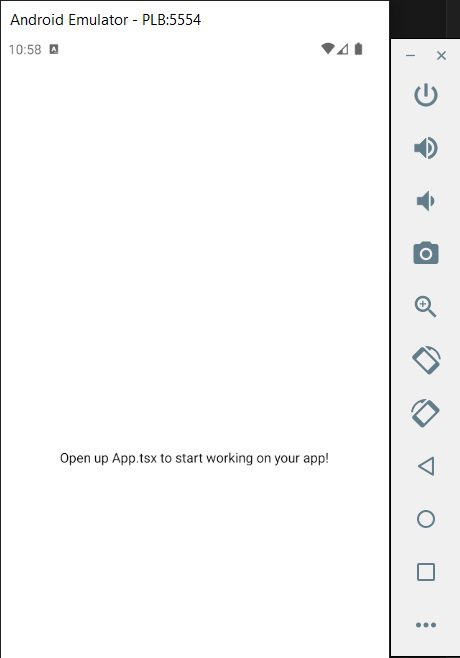 Android Emulator - PLB:5554
10:58
Open up App.tsx to start working on your app!